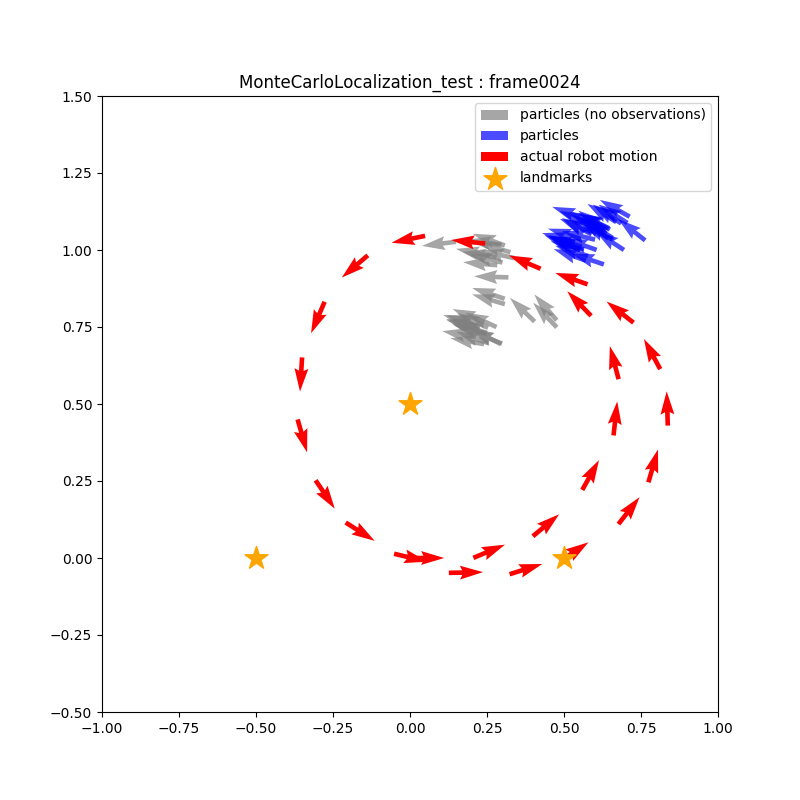 MonteCarloLocalization_test : frame0024
particles (no observations)
particles
actual robot motion
landmarks
1.50
1.25
1.00
0.75
0.50
0.25
0.00
−0.25
−0.50
−1.00 −0.75 −0.50 −0.25 0.00 0.25 0.50 0.75 1.00